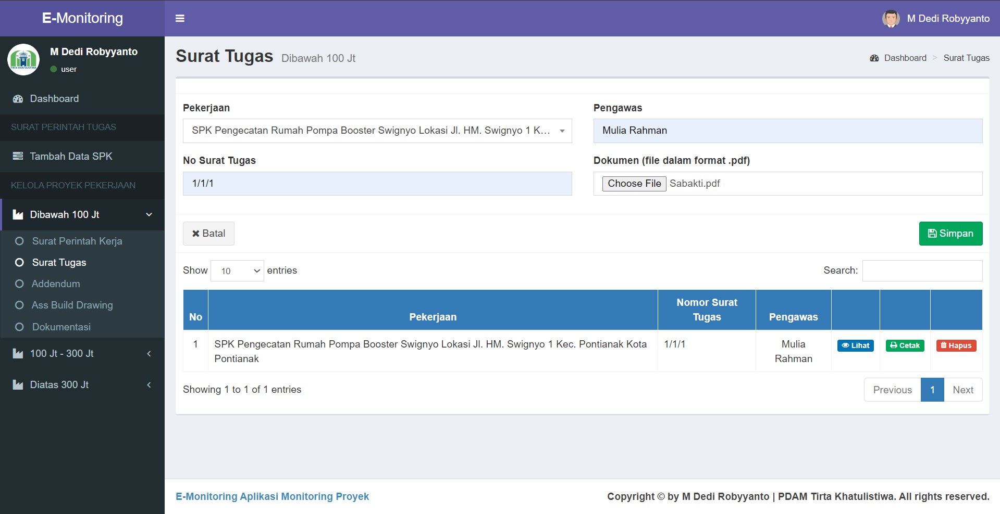 E-Monitoring
M Dedi Robyyanto
TIRTA KHATULISTIWA
M Dedi Robyyanto
user
Dashboard
SURAT PERINTAH TUGAS
Tambah Data SPK
KELOLA PROYEK PEKERJAAN
Dibawah 100 Jt
Surat Perintah Kerja
Surat Tugas
Addendum
Ass Build Drawing
Dokumentasi
100 Jt - 300 Jt
Diatas 300 Jt
Surat Tugas Dibawah 100 Jt
Dashboard > Surat Tugas
Pekerjaan
SPK Pengecatan Rumah Pompa Booster Swignyo Lokasi Jl. HM. Swignyo 1 K...
Pengawas
Mulia Rahman
No Surat Tugas
1/1/1
Dokumen (file dalam format .pdf)
Choose File Sabakti.pdf
Batal
Simpan
Show 10 entries
Search:
No Pekerjaan Nomor Surat Tugas Pengawas
1 SPK Pengecatan Rumah Pompa Booster Swignyo Lokasi Jl. HM. Swignyo 1 Kec. Pontianak Kota Pontianak 1/1/1 Mulia Rahman Lihat Cetak Hapus
Showing 1 to 1 of 1 entries
Previous 1 Next
E-Monitoring Aplikasi Monitoring Proyek
Copyright © by M Dedi Robyyanto | PDAM Tirta Khatulistiwa. All rights reserved.